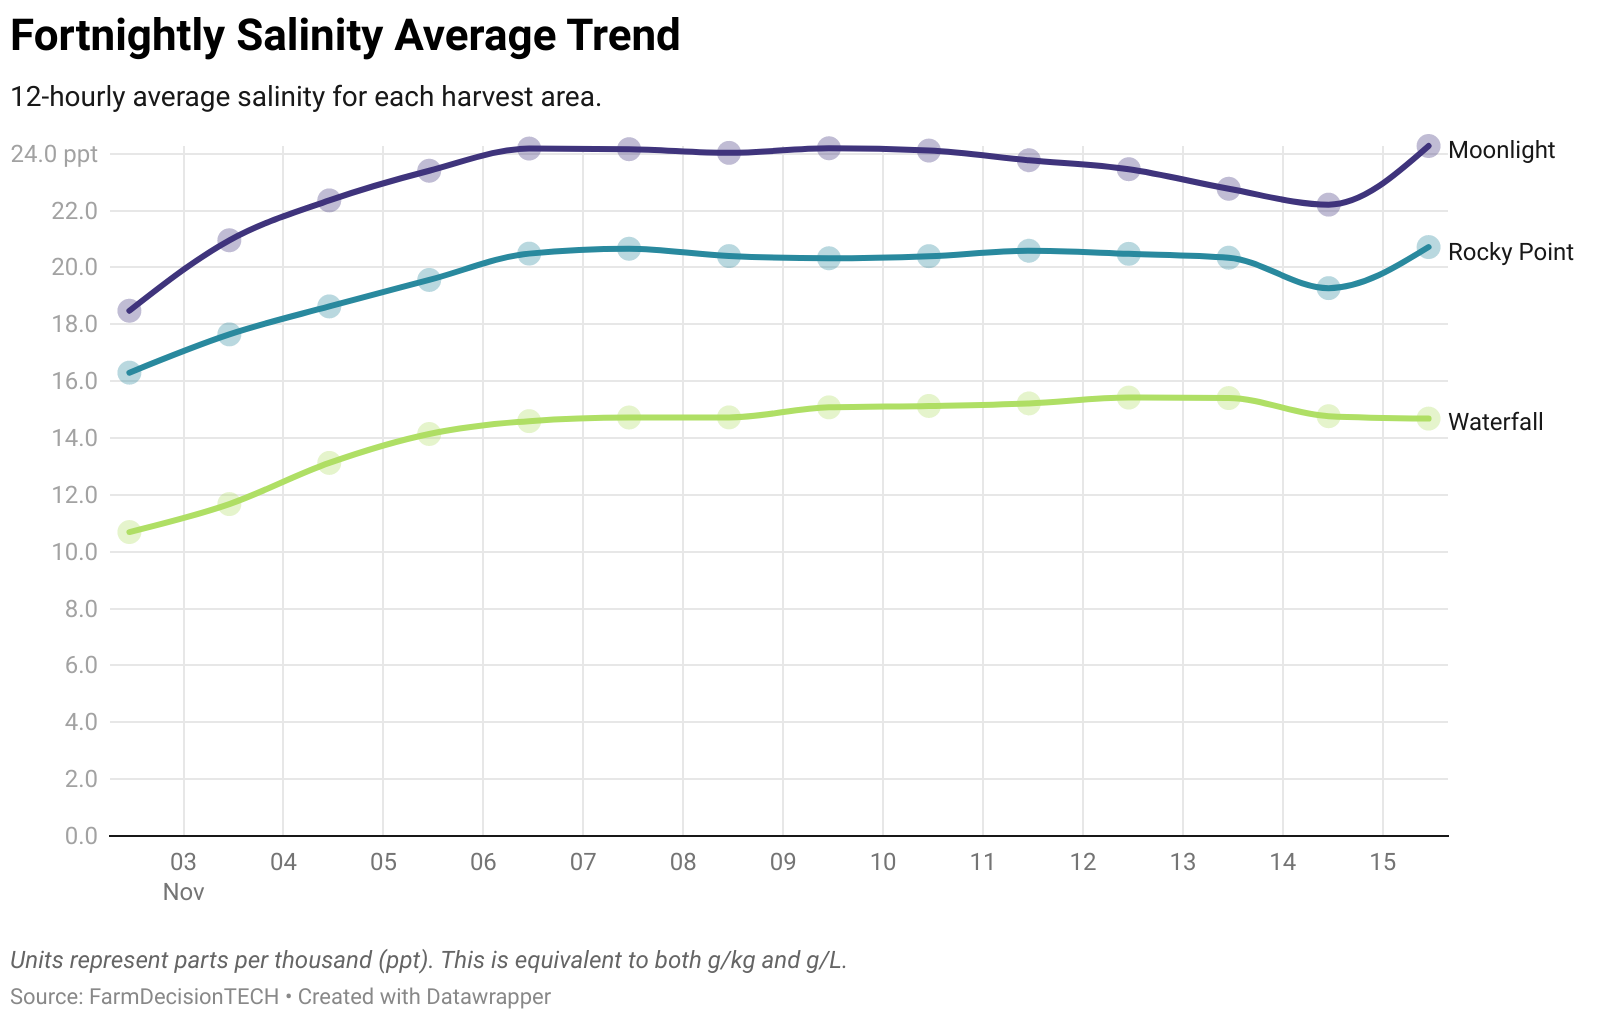 Fortnightly Salinity Average Trend
12-hourly average salinity for each harvest area.
24.0 ppt
22.0
20.0
18.0
16.0
14.0
12.0
10.0
8.0
6.0
4.0
2.0
0.0
Moonlight
Rocky Point
Waterfall
03 04 05 06 07 08 09 10 11 12 13 14 15
Nov
Units represent parts per thousand (ppt). This is equivalent to both g/kg and g/L.
Source: FarmDecisionTECH • Created with Datawrapper